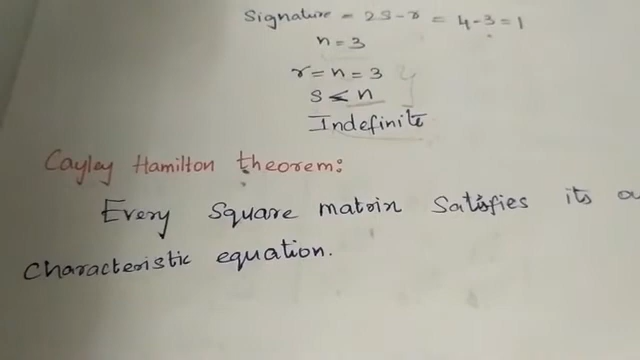 Signature = 2S-r = 4-3=1
n=3
r=n=3
s<n
Indefinite
Cayley Hamilton theorem:
Every square matrix satisfies its
characteristic equation.